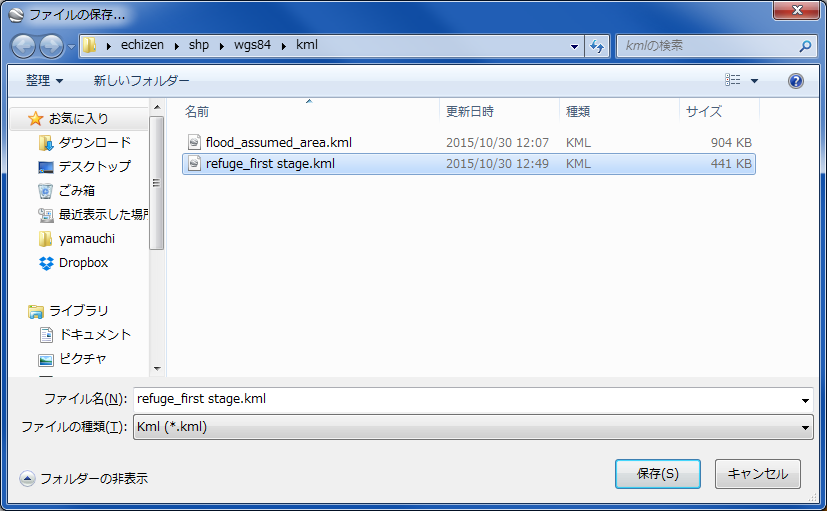 ファイルの保存...
echizen shp wgs84 kml
kmlの検索
整理 新しいフォルダー
名前 更新日時 種類 サイズ
flood_assumed_area.kml 2015/10/30 12:07 KML 904 KB
refuge_first stage.kml 2015/10/30 12:49 KML 441 KB
お気に入り
ダウンロード
デスクトップ
ごみ箱
最近表示した場所
yamauchi
Dropbox
ライブラリ
ドキュメント
ピクチャ
ファイル名(N): refuge_first stage.kml
ファイルの種類(T): Kml (*.kml)
フォルダーの非表示
保存(S) キャンセル